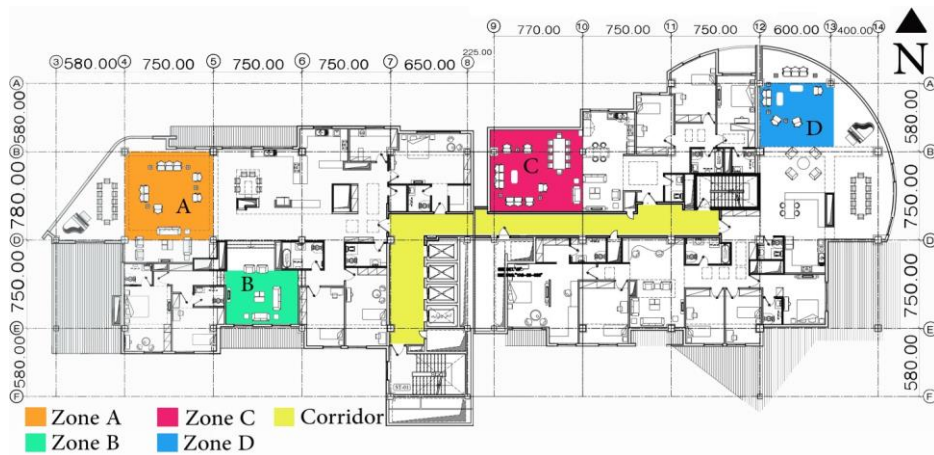 9 770.00 10 750.00 11 750.00 12 600.00 13 400.00 14
N
225.00
3 580.00 4 750.00 5 750.00 6 750.00 7 650.00 8
A 580.00 B 780.00 D 750.00 E 580.00 F
A 580.00 B 750.00 D 750.00 E 580.00 F
A
B
C
D
Zone A
Zone C
Corridor
Zone B
Zone D